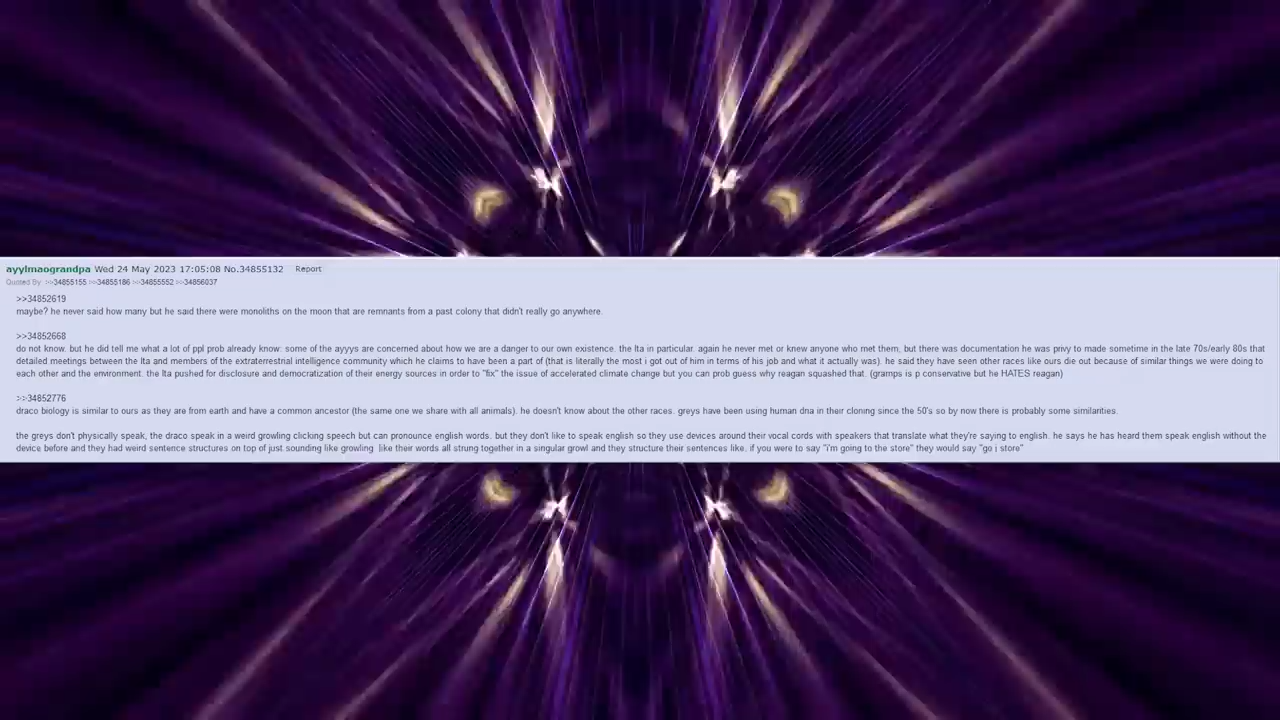 ayylmaograndpa Wed 24 May 2023 17:05:08 No.34855132 Report
Quoted By: >>34855155 >>34855186 >>34855552 >>34856037
>>34852619
maybe? he never said how many but he said there were monoliths on the moon that are remnants from a past colony that didn't really go anywhere.
>>34852668
do not know. but he did tell me what a lot of ppl prob already know: some of the ayyys are concerned about how we are a danger to our own existence. the lta in particular. again he never met or knew anyone who met them, but there was documentation he was privy to made sometime in the late 70s/early 80s that
detailed meetings between the lta and members of the extraterrestrial intelligence community which he claims to have been a part of (that is literally the most i got out of him in terms of his job and what it actually was). he said they have seen other races like ours die out because of similar things we were doing to
each other and the environment. the lta pushed for disclosure and democratization of their energy sources in order to "fix" the issue of accelerated climate change but you can prob guess why reagan squashed that. (gramps is p conservative but he HATES reagan)
>>34852776
draco biology is similar to ours as they are from earth and have a common ancestor (the same one we share with all animals). he doesn't know about the other races. greys have been using human dna in their cloning since the 50's so by now there is probably some similarities.
the greys don't physically speak, the draco speak in a weird growling clicking speech but can pronounce english words. but they don't like to speak english so they use devices around their vocal cords with speakers that translate what they're saying to english. he says he has heard them speak english without the
device before and they had weird sentence structures on top of just sounding like growling. like their words all strung together in a singular growl and they structure their sentences like. if you were to say "i'm going to the store" they would say "go i store"